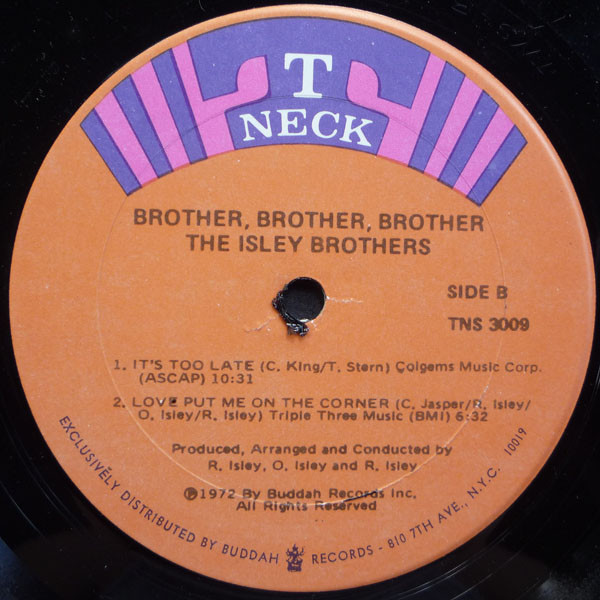 T
NECK
BROTHER, BROTHER, BROTHER
THE ISLEY BROTHERS
SIDE B
TNS 3009
1. IT'S TOO LATE (C. King/T. Stern) Colgems Music Corp.
(ASCAP) 10:31
2. LOVE PUT ME ON THE CORNER (C. Jasper/R. Isley/
O. Isley/R. Isley) Triple Three Music (BMI) 6:32
Produced, Arranged and Conducted by
R. Isley, O. Isley and R. Isley
℗1972 By Buddah Records Inc.
All Rights Reserved
EXCLUSIVELY DISTRIBUTED BY BUDDAH RECORDS - 810 7TH AVE., N.Y.C. 10019